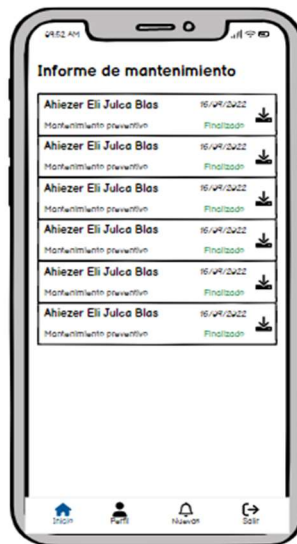 09:52 AM
Informe de mantenimiento
Ahiezer Eli Julca Blas 16/09/2022
Mantenimiento preventivo Finalizado
Ahiezer Eli Julca Blas 16/09/2022
Mantenimiento preventivo Finalizado
Ahiezer Eli Julca Blas 16/09/2022
Mantenimiento preventivo Finalizado
Ahiezer Eli Julca Blas 16/09/2022
Mantenimiento preventivo Finalizado
Ahiezer Eli Julca Blas 16/09/2022
Mantenimiento preventivo Finalizado
Ahiezer Eli Julca Blas 16/09/2022
Mantenimiento preventivo Finalizado
Inicio Perfil Nuevas Salir